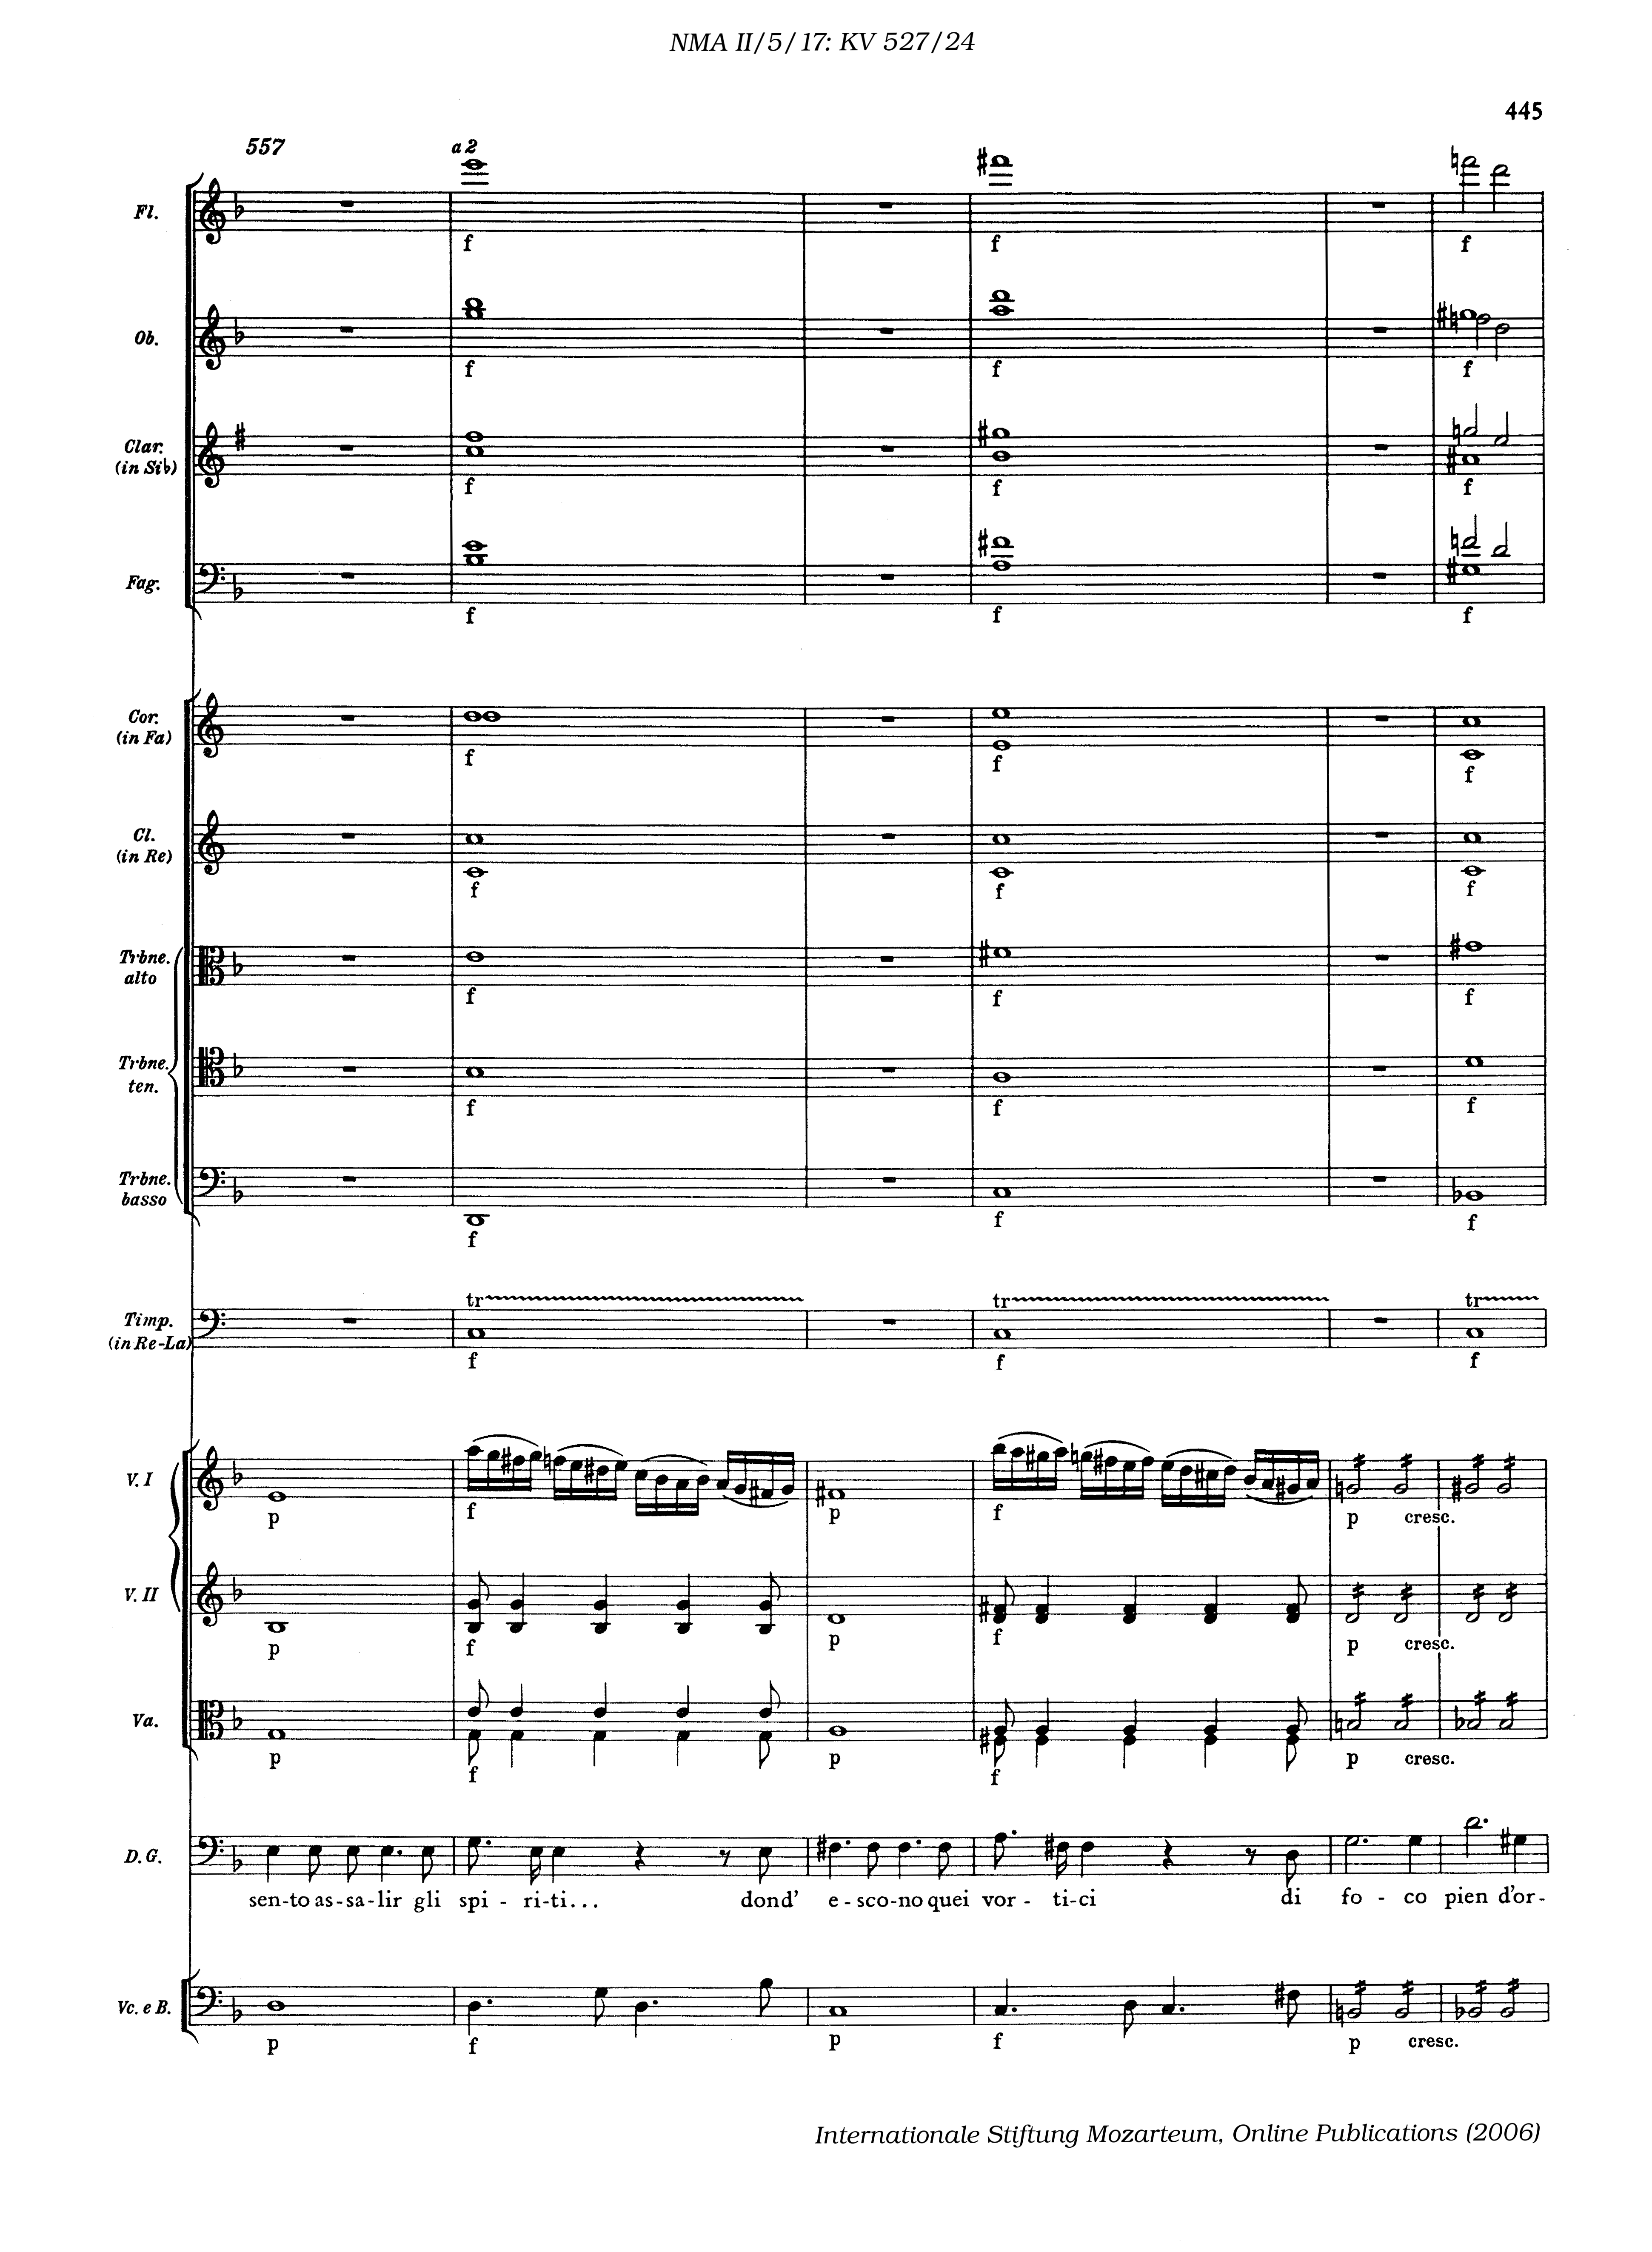 NMA II/5/17: KV 527/24
445
557
a 2
Fl.
f f f
Ob.
f f f
Clar.
(in Si♭)
f f f
Fag.
f f f
Cor.
(in Fa)
f f f
Cl.
(in Re)
f f f
Trbne.
alto
f f f
Trbne.
ten.
f f f
Trbne.
basso
f f f
tr tr tr
Timp.
(in Re-La)
f f f
V. I
p f p f p cresc.
V. II
p f p f p cresc.
Va.
p f p f p cresc.
D. G.
sen-to as-sa-lir gli spi - ri-ti... dond' e-sco-no quei vor - ti-ci di fo - co pien d'or-
Vc. e B.
p f p f p cresc.
Internationale Stiftung Mozarteum, Online Publications (2006)